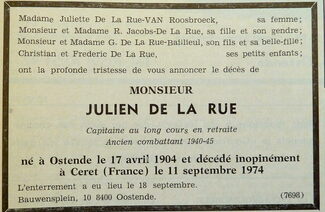 Madame Juliette De La Rue-VAN Roosbroeck, sa femme;
Monsieur et Madame R. Jacobs-De La Rue, sa fille et son gendre;
Monsieur et Madame G. De La Rue-Bailleul, son fils et sa belle-fille;
Christian et Frederic De La Rue, ses petits enfants;
ont la profonde tristesse de vous annoncer le décès de
MONSIEUR
JULIEN DE LA RUE
Capitaine au long cours en retraite
Ancien combattant 1940-45
né à Ostende le 17 avril 1904 et décédé inopinément
à Ceret (France) le 11 septembre 1974
L'enterrement a eu lieu le 18 septembre.
Bauwensplein, 10 8400 Oostende. (7698)